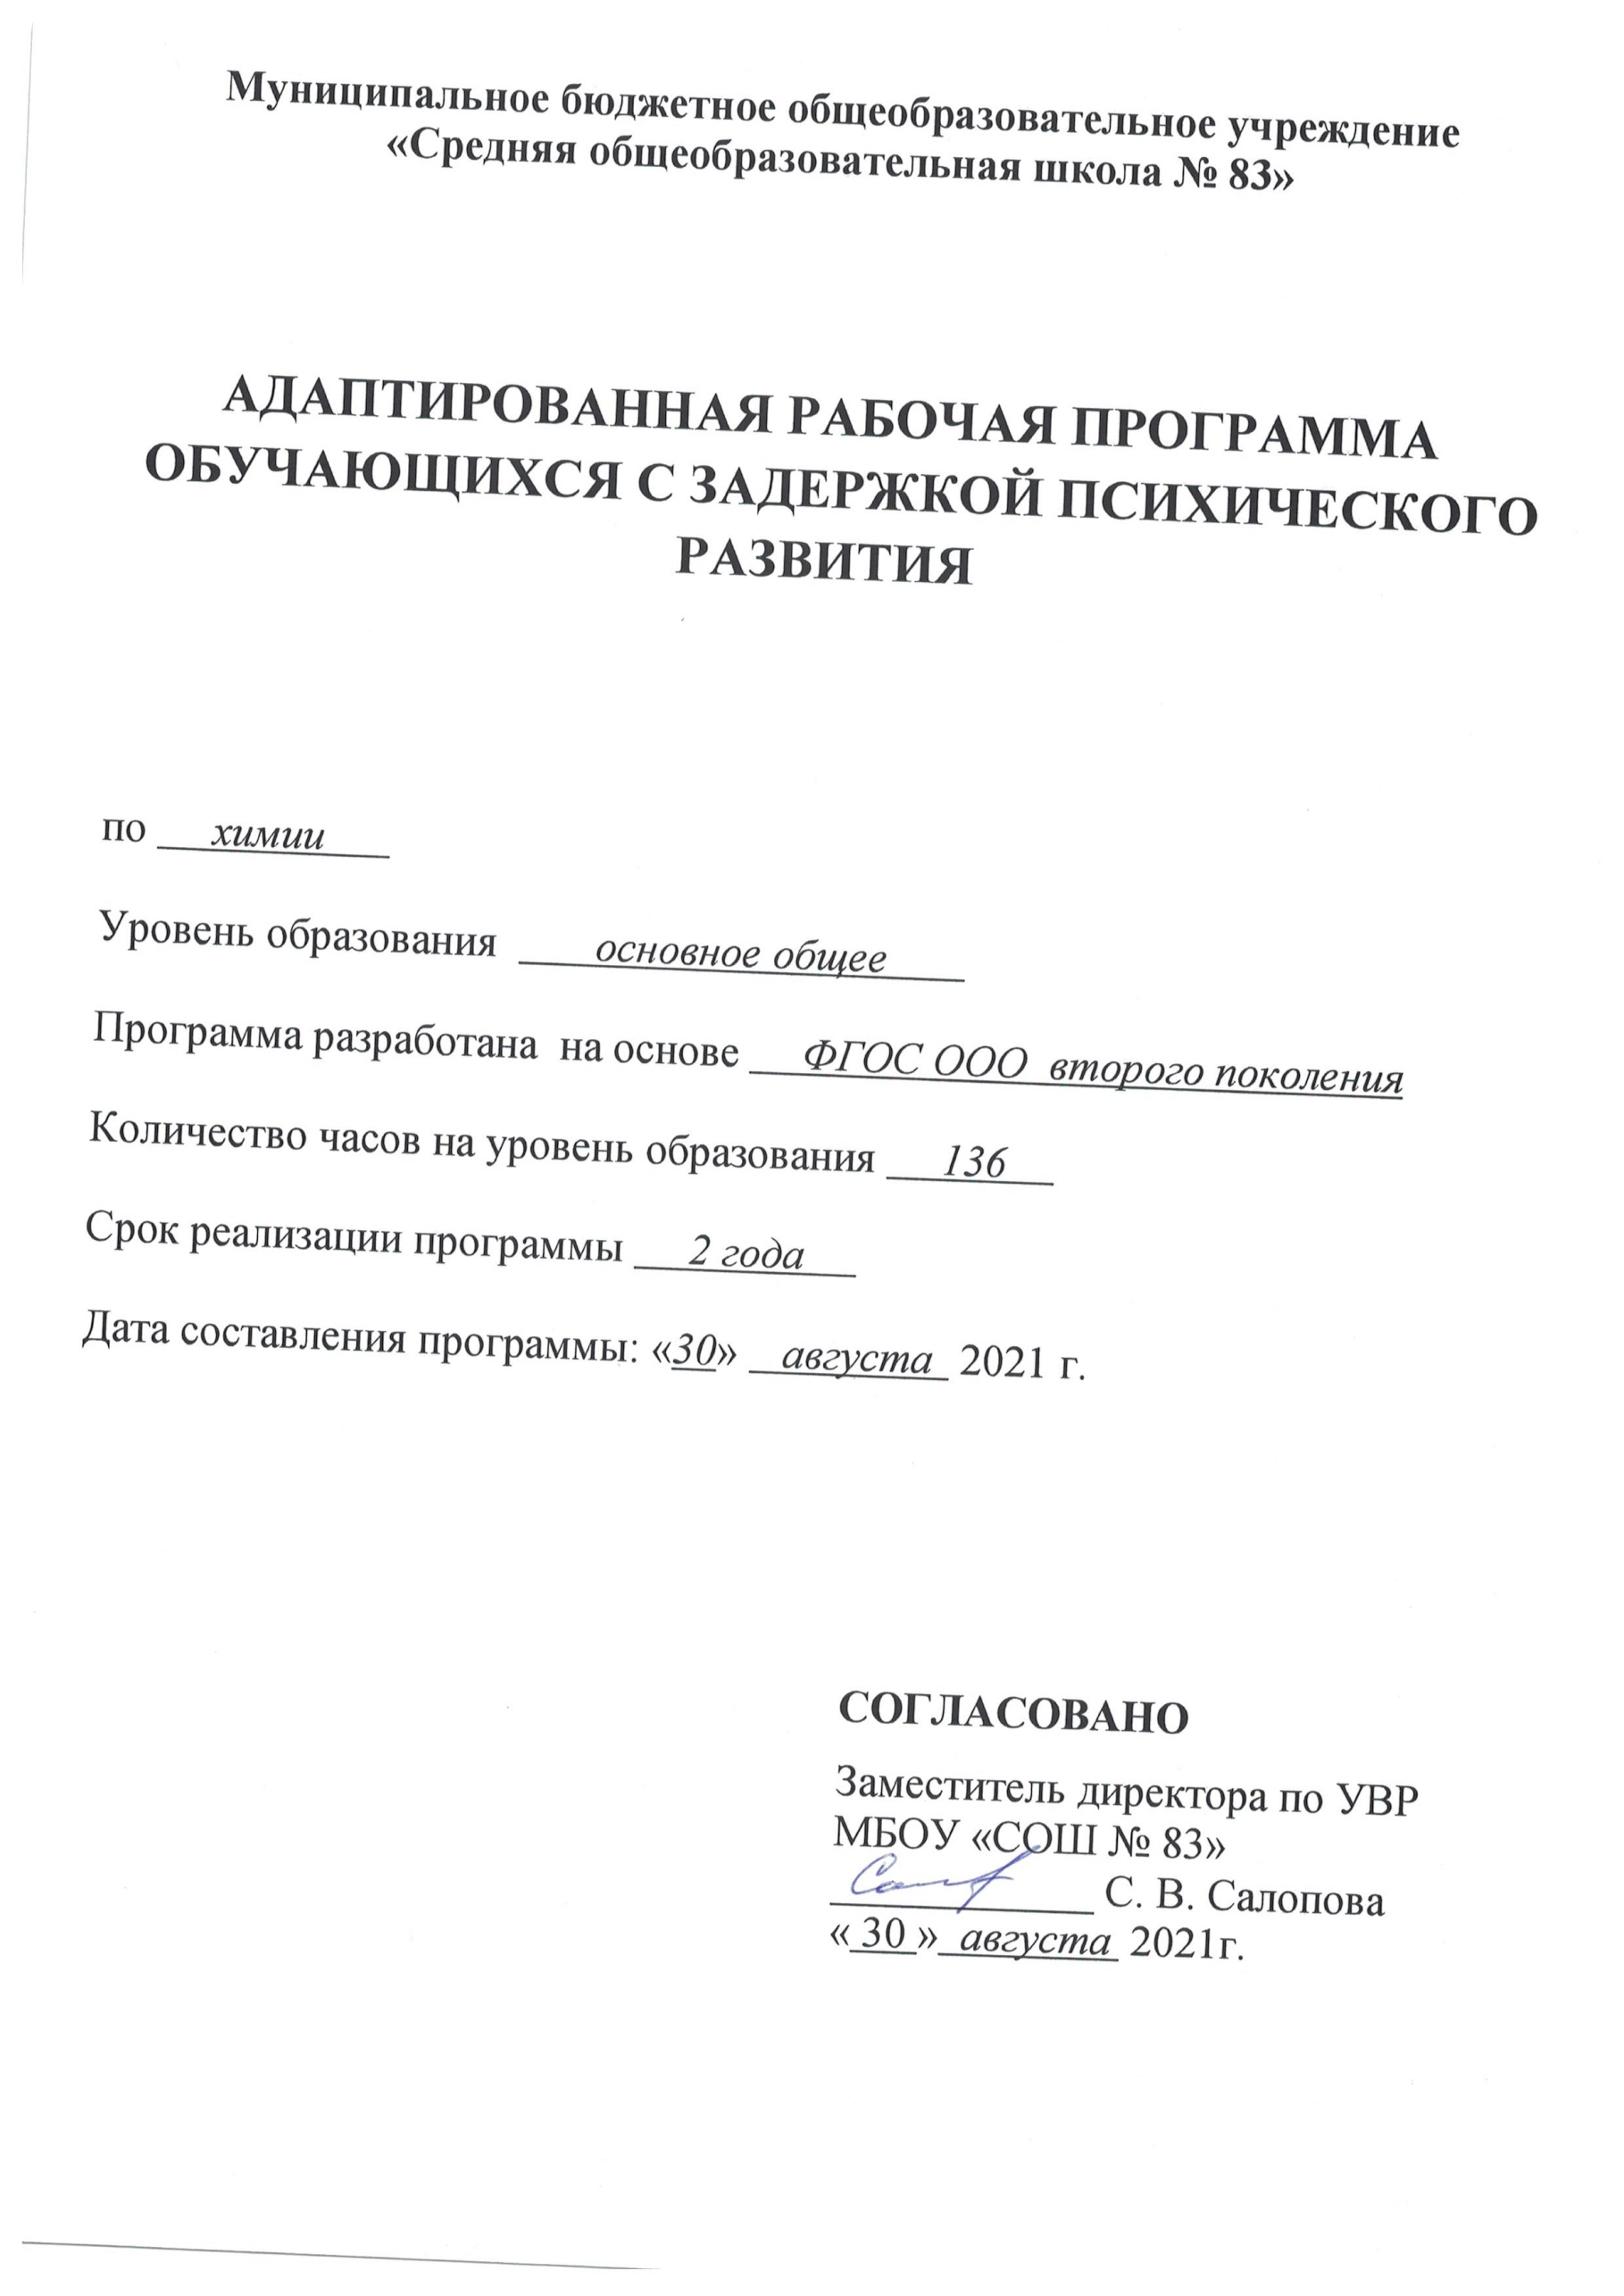 Муниципальное бюджетное общеобразовательное учреждение
«Средняя общеобразовательная школа № 83»
АДАПТИРОВАННАЯ РАБОЧАЯ ПРОГРАММА
ОБУЧАЮЩИХСЯ С ЗАДЕРЖКОЙ ПСИХИЧЕСКОГО
РАЗВИТИЯ
по химии
Уровень образования основное общее
Программа разработана на основе ФГОС ООО второго поколения
Количество часов на уровень образования 136
Срок реализации программы 2 года
Дата составления программы: «30» августа 2021 г.
СОГЛАСОВАНО
Заместитель директора по УВР
МБОУ «СОШ № 83»
С. В. Салопова
« 30 » августа 2021г.